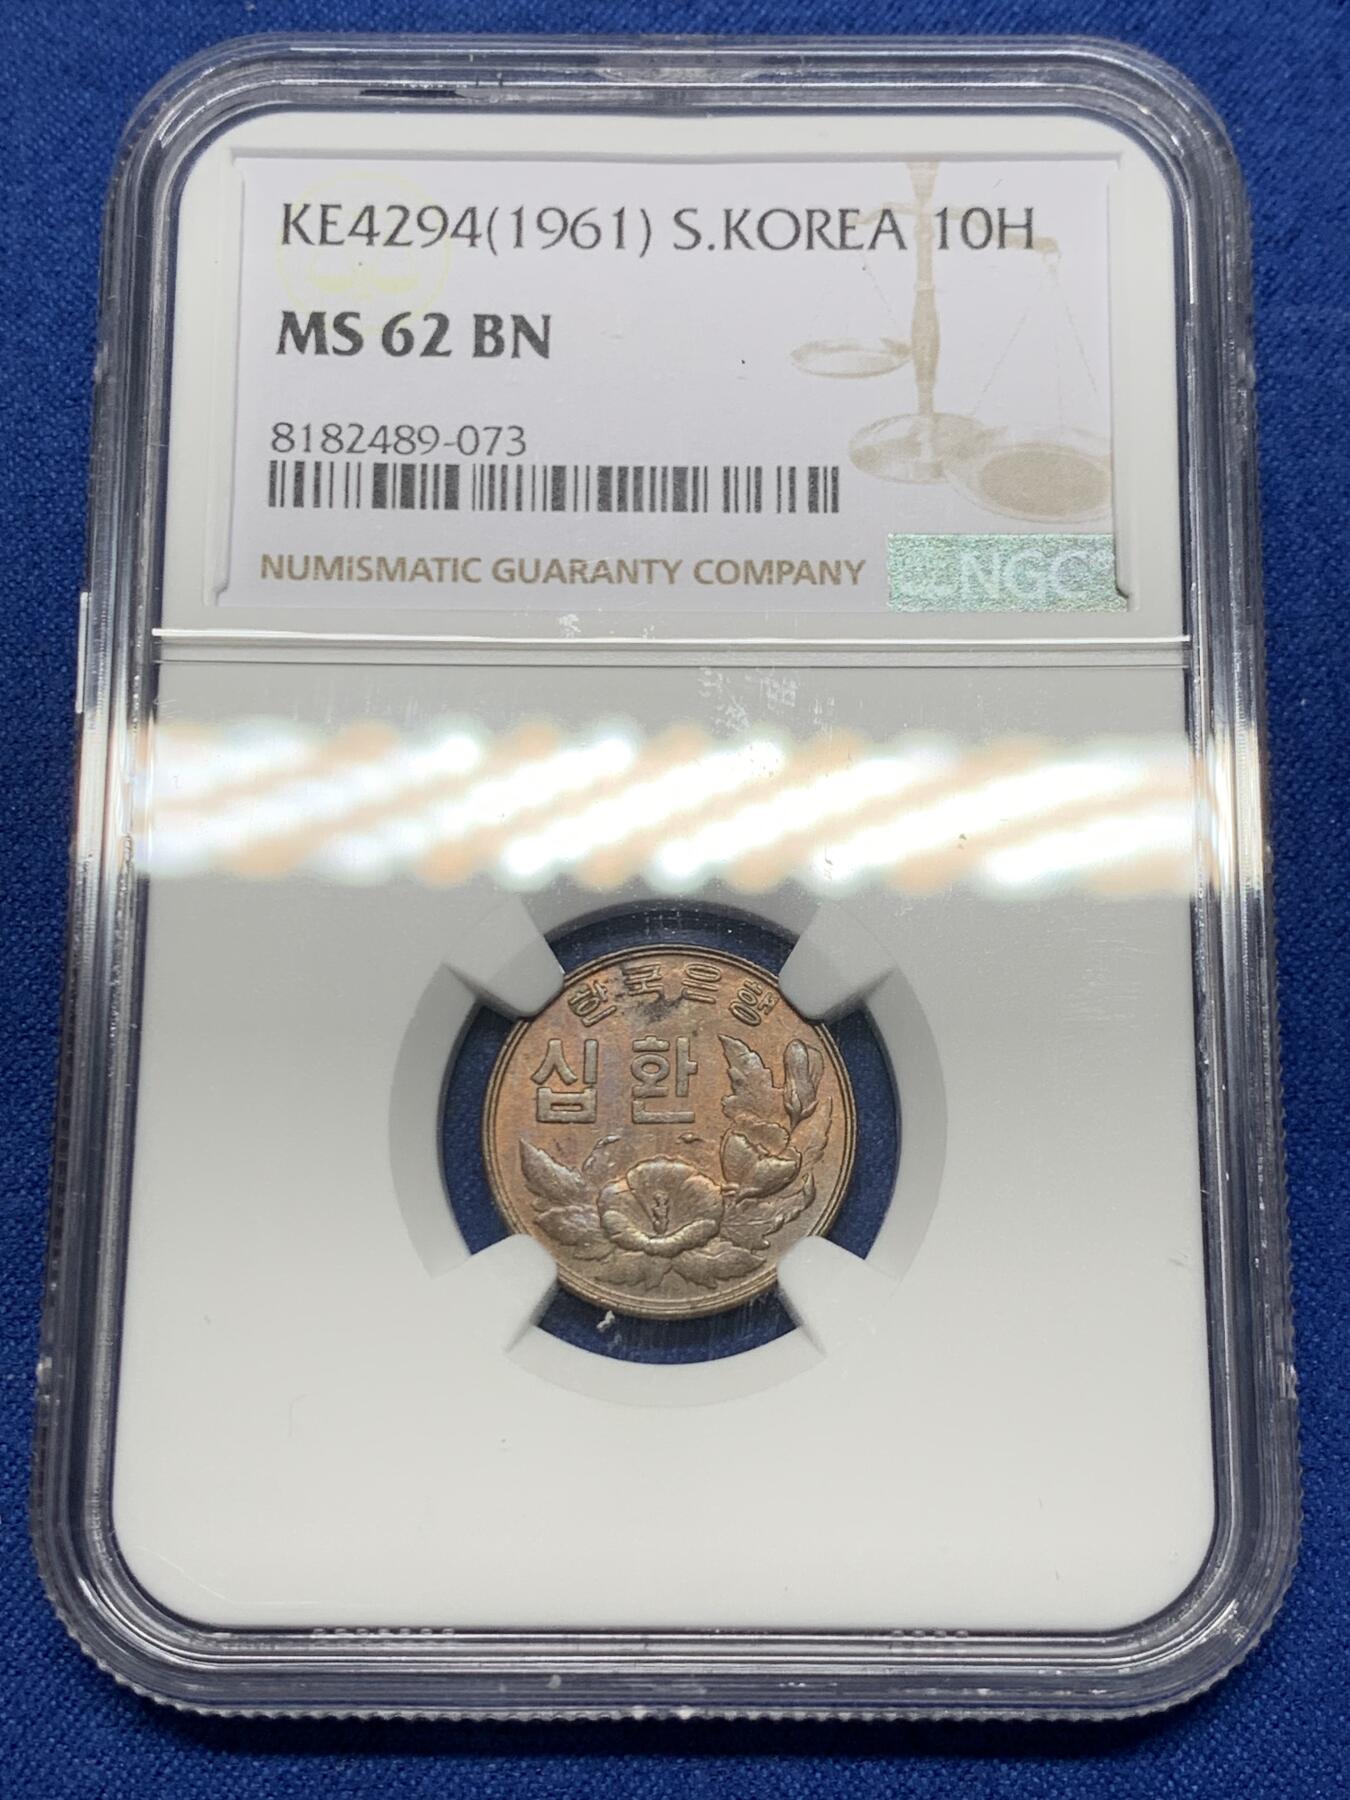 KE4294(1961) S.KOREA 10H
MS 62 BN
8182489-073
NUMISMATIC GUARANTY COMPANY
NGC
한국은행
십환